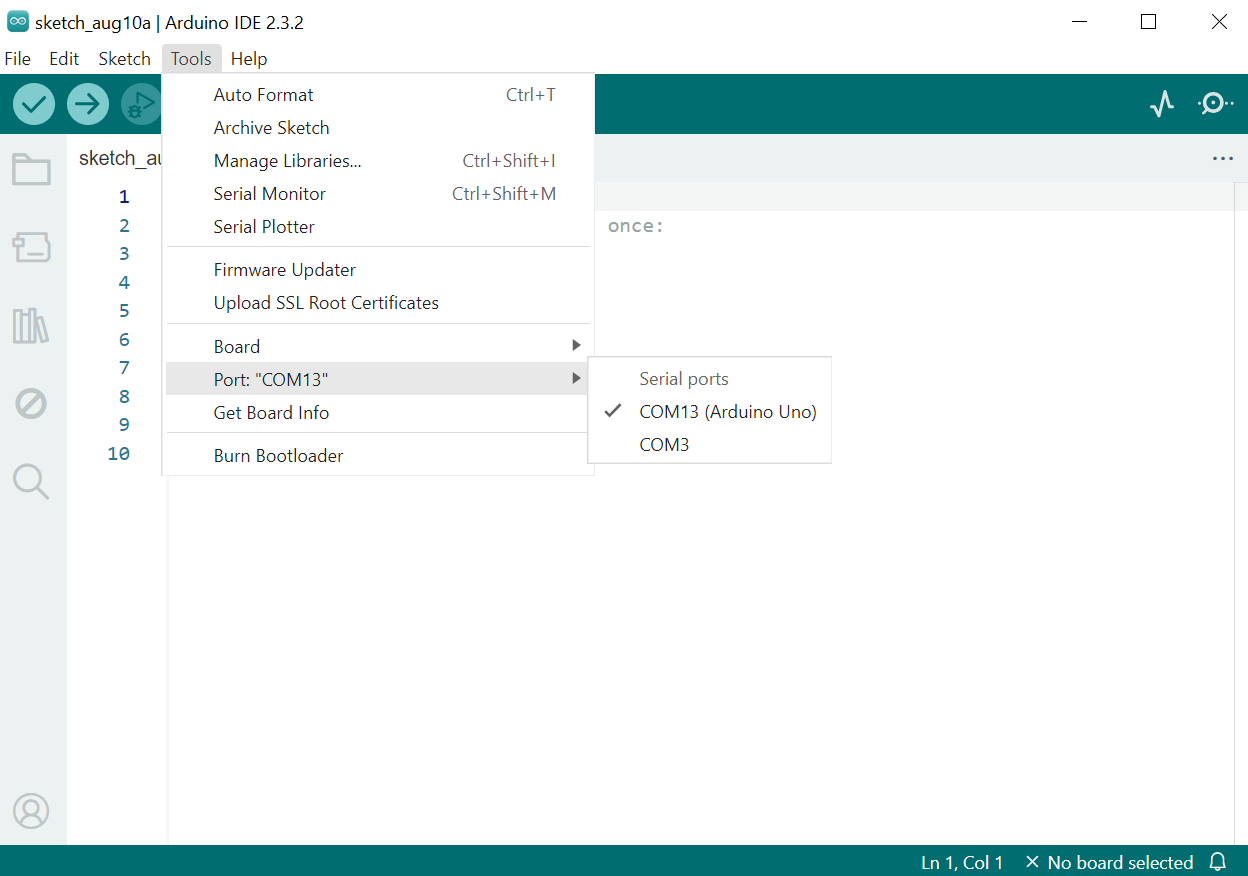 sketch_aug10a | Arduino IDE 2.3.2
File Edit Sketch Tools Help
Auto Format Ctrl+T
Archive Sketch
Manage Libraries... Ctrl+Shift+I
Serial Monitor Ctrl+Shift+M
Serial Plotter
Firmware Updater
Upload SSL Root Certificates
Board
Port: "COM13"
Get Board Info
Burn Bootloader
Serial ports
COM13 (Arduino Uno)
COM3
sketch_au
...
1
2 once:
3
4
5
6
7
8
9
10
Ln 1, Col 1 × No board selected